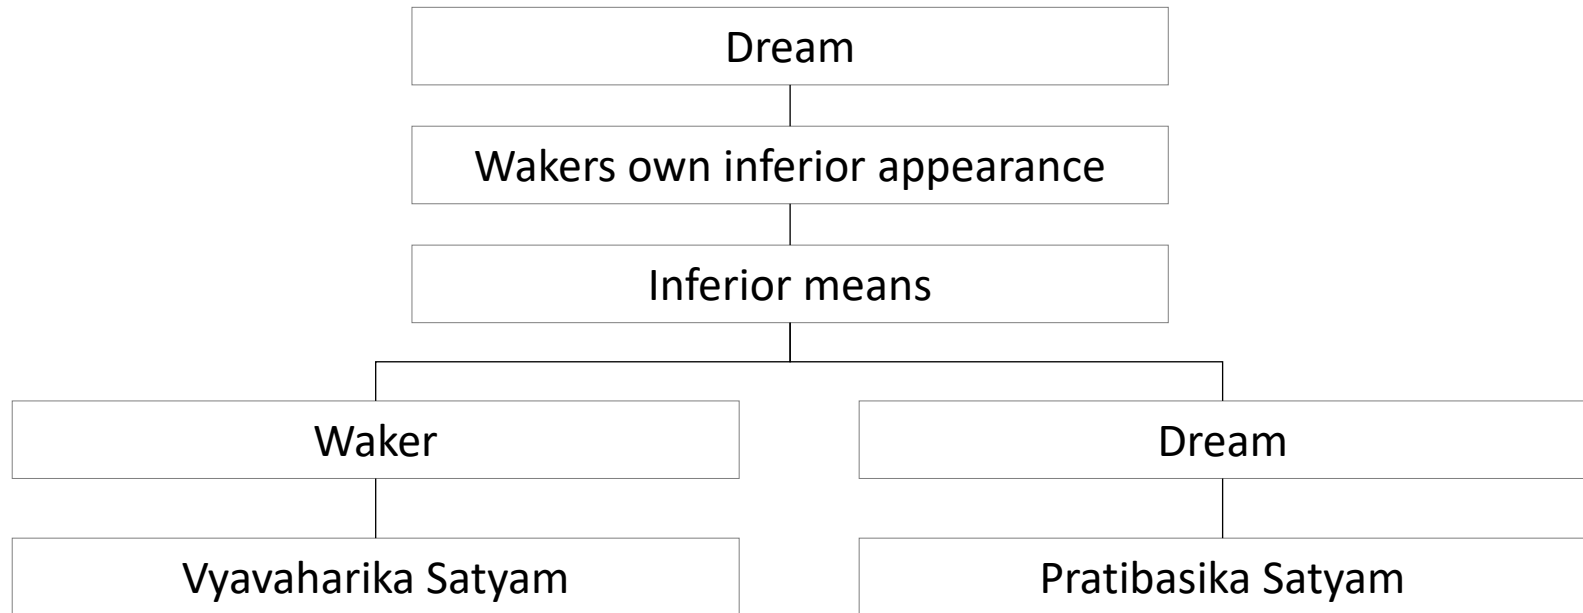 Dream
Wakers own inferior appearance
Inferior means
Waker
Dream
Vyavaharika Satyam
Pratibasika Satyam